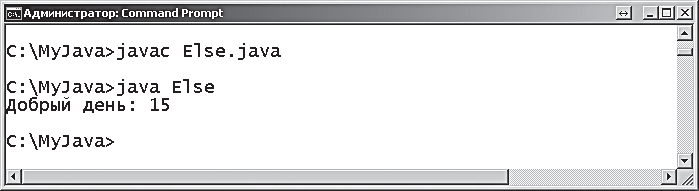 Администратор: Command Prompt
C:\MyJava>javac Else.java
C:\MyJava>java Else
Добрый день: 15
C:\MyJava>